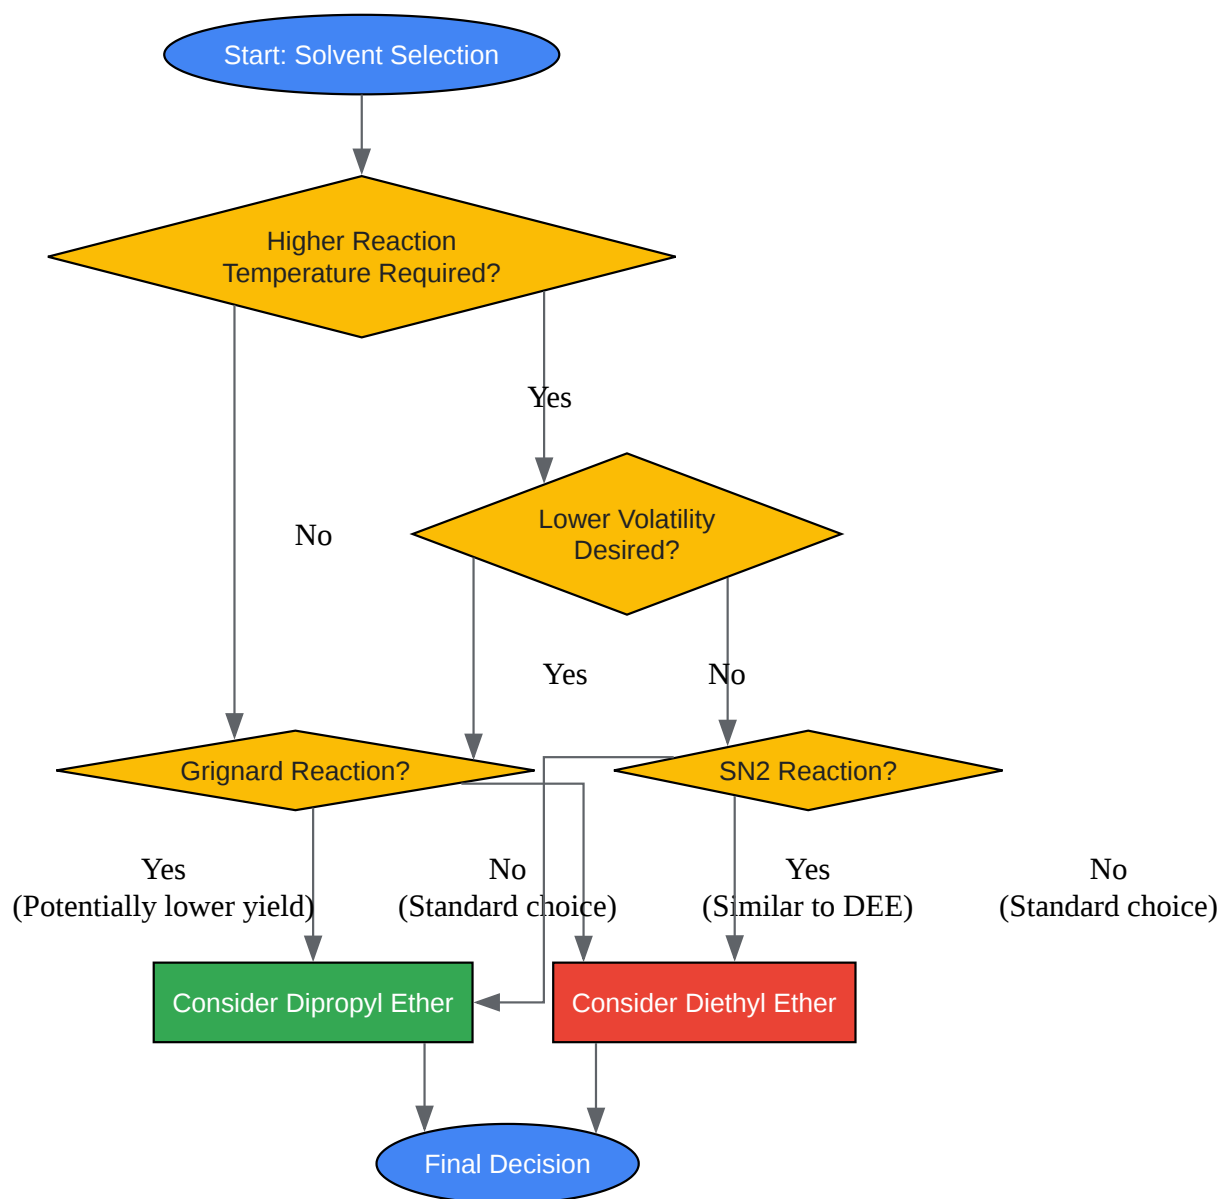 Start: Solvent Selection
Higher Reaction
Temperature Required?
Yes
No
Lower Volatility
Desired?
Yes
No
Grignard Reaction?
SN2 Reaction?
Yes
(Potentially lower yield)
No
(Standard choice)
Yes
(Similar to DEE)
No
(Standard choice)
Consider Dipropyl Ether
Consider Diethyl Ether
Final Decision